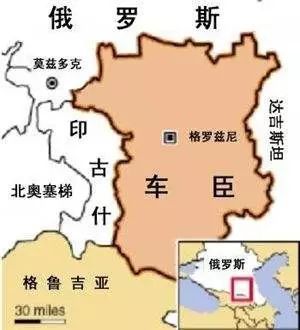 俄罗斯
莫兹多克
印古什
格罗兹尼
达吉斯坦
北奥塞梯
车臣
格鲁吉亚
30 miles
俄罗斯